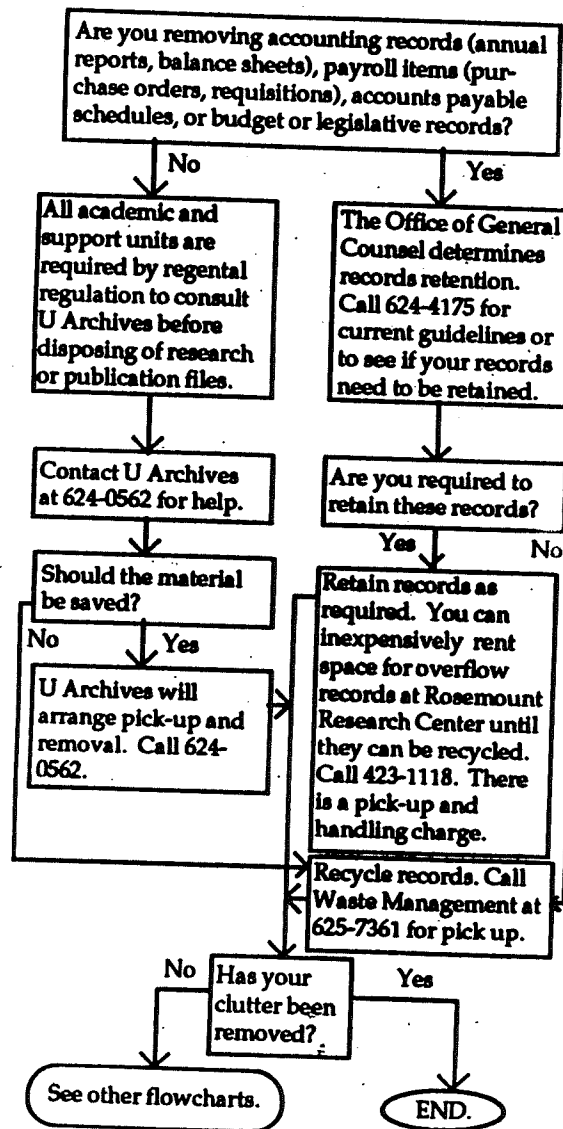 Are you removing accounting records (annual
reports, balance sheets), payroll items (pur-
chase orders, requisitions), accounts payable
schedules, or budget or legislative records?
No
Yes
All academic and
support units are
required by regental
regulation to consult
U Archives before
disposing of research
or publication files.
The Office of General
Counsel determines
records retention.
Call 624-4175 for
current guidelines or
to see if your records
need to be retained.
Contact U Archives
at 624-0562 for help.
Are you required to
retain these records?
Yes
No
Should the material
be saved?
No
Yes
Retain records as
required. You can
inexpensively rent
space for overflow
records at Rosemount
Research Center until
they can be recycled.
Call 423-1118. There
is a pick-up and
handling charge.
U Archives will
arrange pick-up and
removal. Call 624-
0562.
Recycle records. Call
Waste Management at
625-7361 for pick up.
No
Has your
clutter been
removed?
Yes
See other flowcharts.
END.